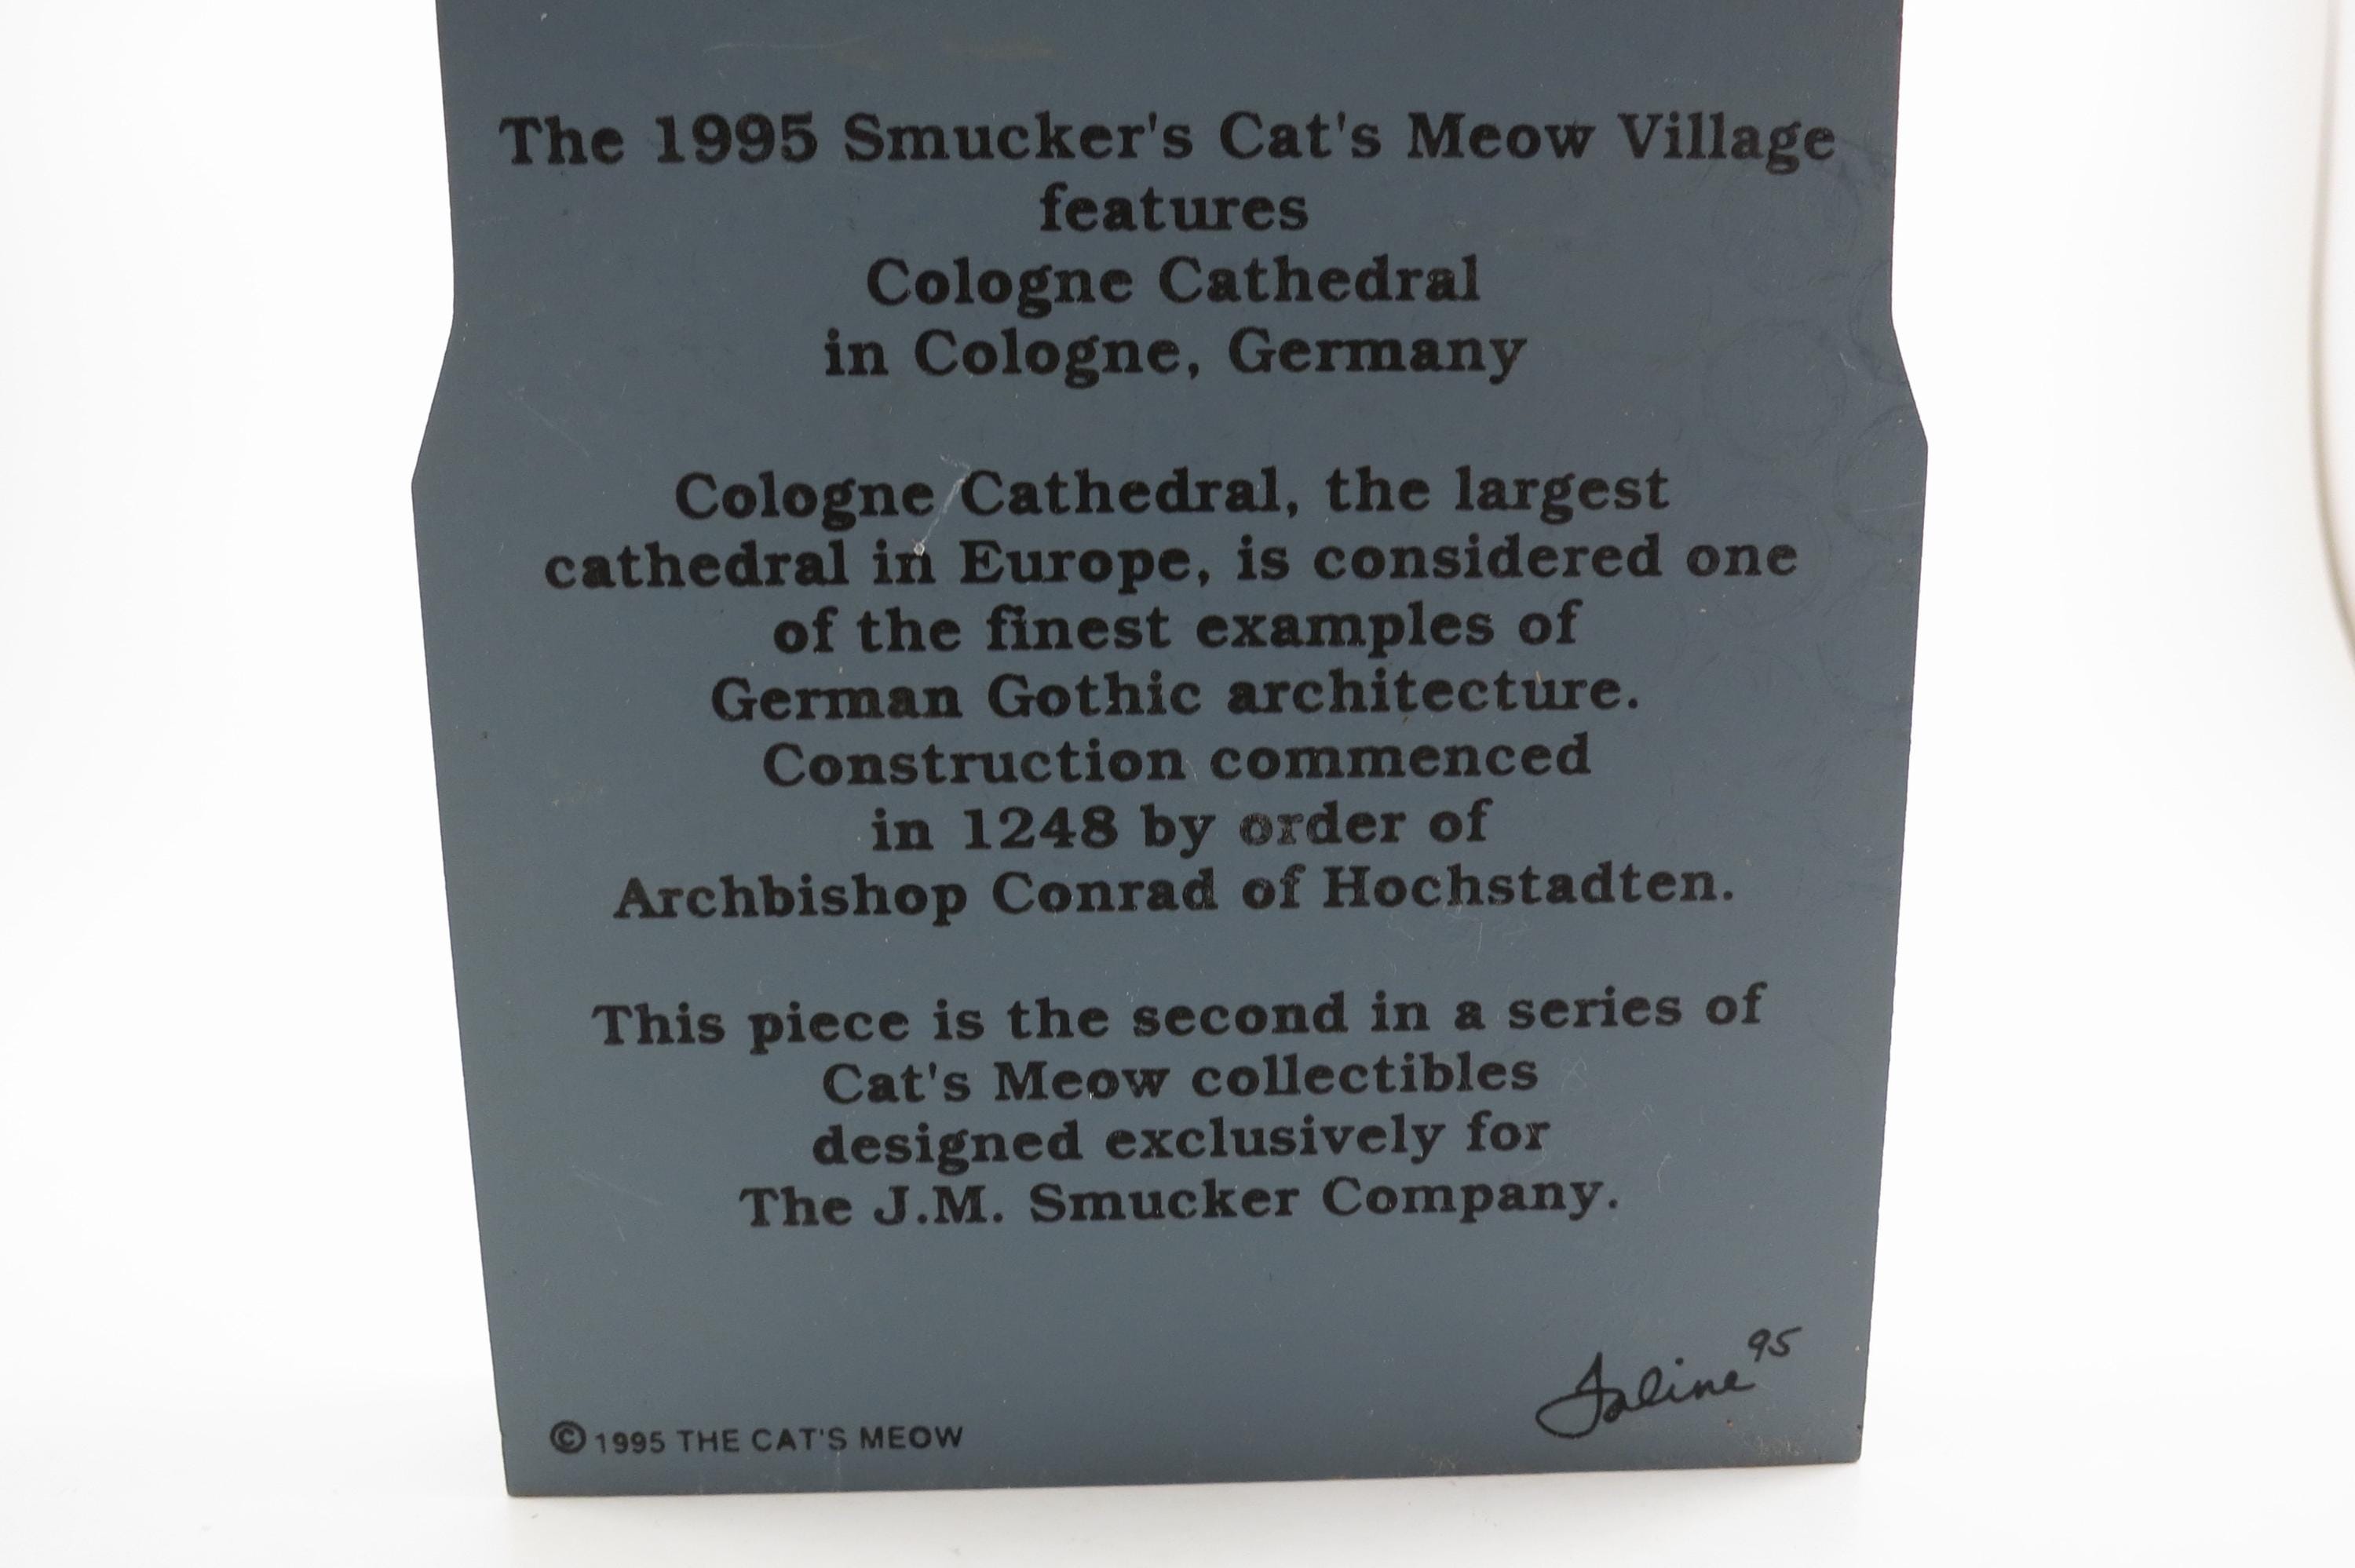 The 1995 Smucker's Cat's Meow Village
features
Cologne Cathedral
in Cologne, Germany
Cologne Cathedral, the largest
cathedral in Europe, is considered one
of the finest examples of
German Gothic architecture.
Construction commenced
in 1248 by order of
Archbishop Conrad of Hochstadten.
This piece is the second in a series of
Cat's Meow collectibles
designed exclusively for
The J.M. Smucker Company.
Faline 95
© 1995 THE CAT'S MEOW